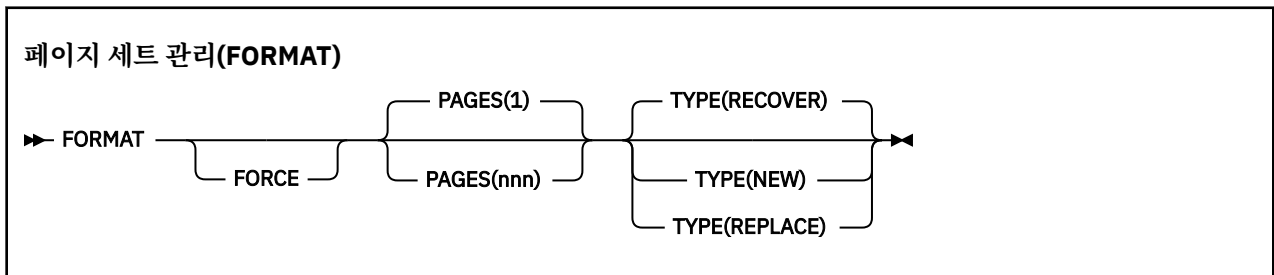 페이지 세트 관리(FORMAT)
PAGES(1) TYPE(RECOVER)
FORMAT
FORCE PAGES(nnn) TYPE(NEW)
TYPE(REPLACE)